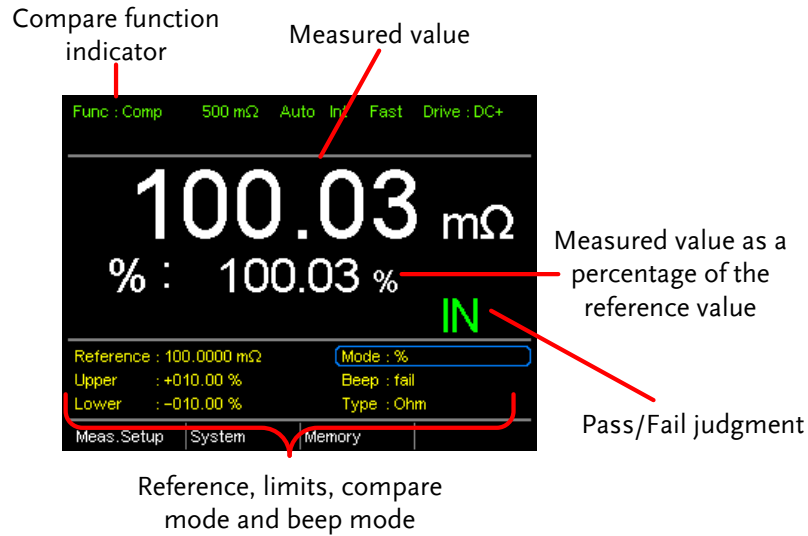 Compare function
indicator
Measured value
Func : Comp 500 mΩ Auto Int Fast Drive : DC+
100.03 mΩ
% : 100.03 %
IN
Measured value as a
percentage of the
reference value
Reference : 100.0000 mΩ Mode : %
Upper : +010.00 % Beep : fail
Lower : -010.00 % Type : Ohm
Meas.Setup System Memory
Pass/Fail judgment
Reference, limits, compare
mode and beep mode